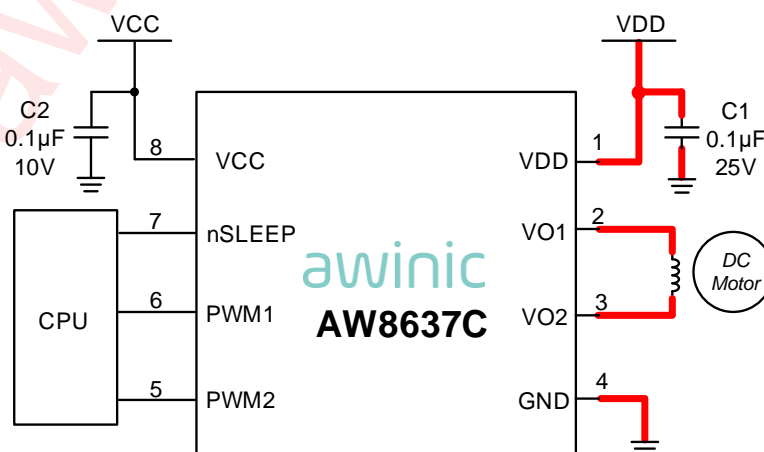 VCC
VDD
C2
0.1µF
10V
C1
0.1µF
25V
8
VCC
1
VDD
7
nSLEEP
2
VO1
awinic
AW8637C
DC
Motor
CPU
6
PWM1
3
VO2
5
PWM2
4
GND